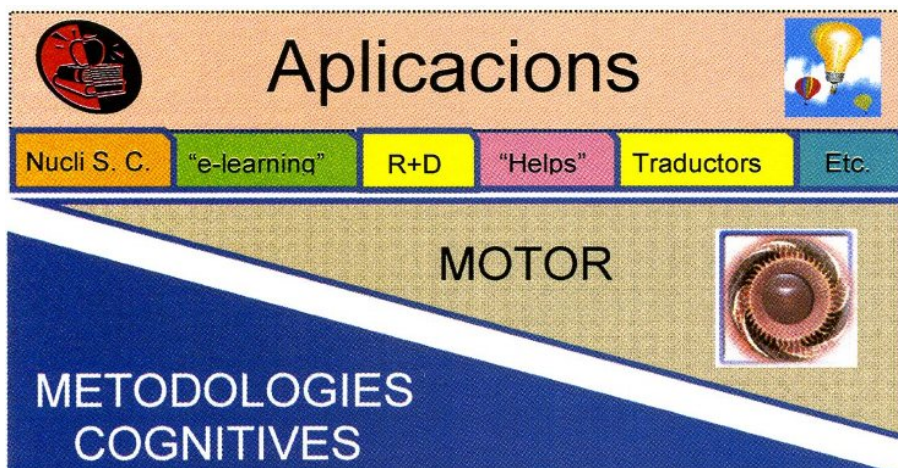 Aplicacions
Nucli S. C. "e-learning" R+D "Helps" Traductors Etc.
MOTOR
METODOLOGIES
COGNITIVES